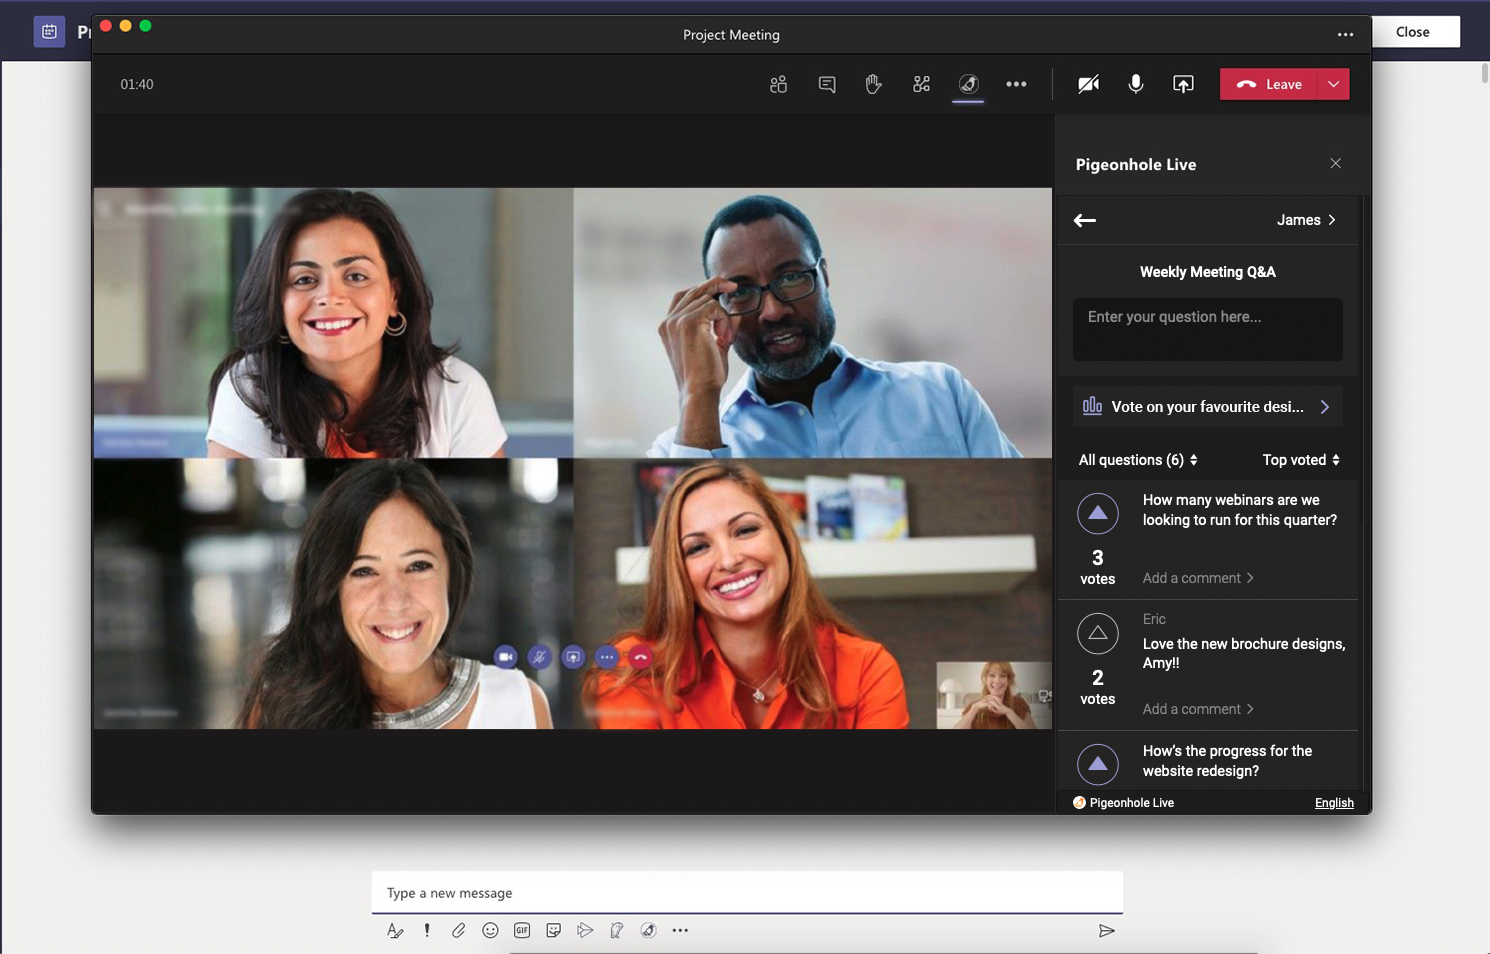 Pr
Project Meeting
Close
01:40
Leave
Pigeonhole Live
James
Weekly Meeting Q&A
Enter your question here...
Vote on your favourite desi...
All questions (6)
Top voted
How many webinars are we
looking to run for this quarter?
3
votes
Add a comment
Eric
Love the new brochure designs,
Amy!!
2
votes
Add a comment
How's the progress for the
website redesign?
Pigeonhole Live
English
Type a new message
GIF